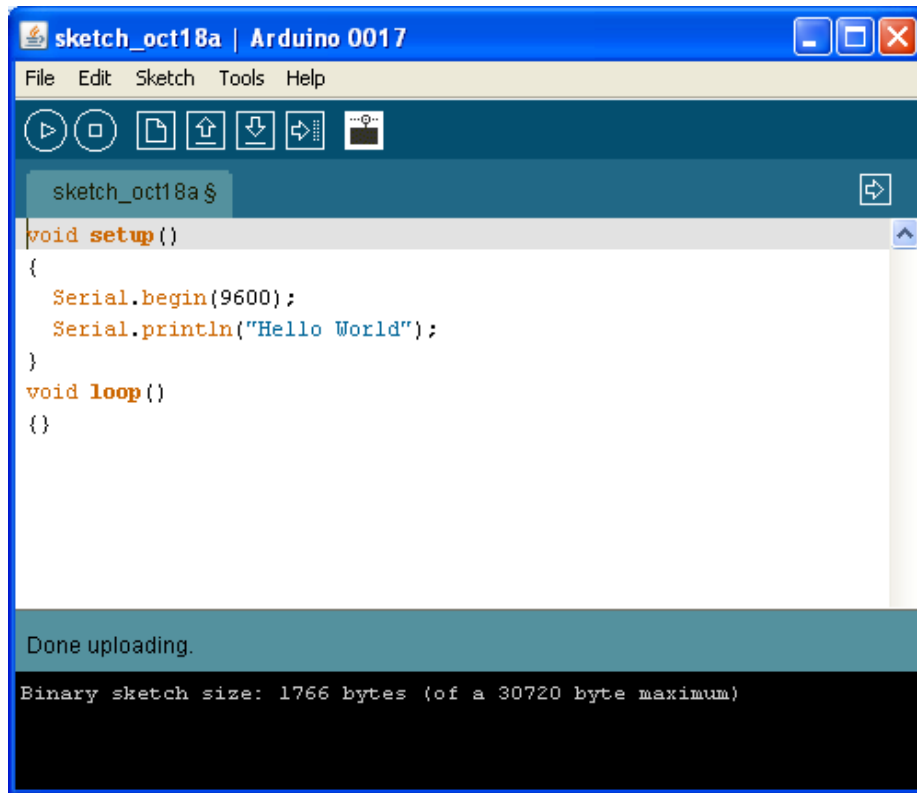 sketch_oct18a | Arduino 0017
File Edit Sketch Tools Help
sketch_oct18a §
void setup()
{
  Serial.begin(9600);
  Serial.println("Hello World");
}
void loop()
{}
Done uploading.
Binary sketch size: 1766 bytes (of a 30720 byte maximum)